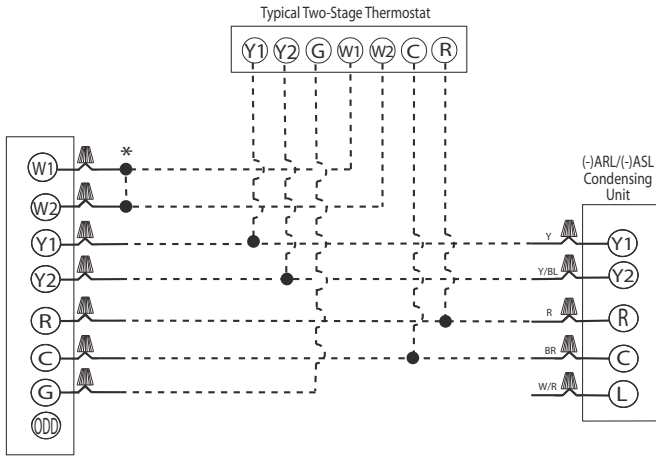 Typical Two-Stage Thermostat
Y1 Y2 G W1 W2 C R
*
W1
W2
Y1
Y2
R
C
G
ODD
(-)ARL/(-)ASL
Condensing
Unit
Y Y1
Y/BL Y2
R R
BR C
W/R L